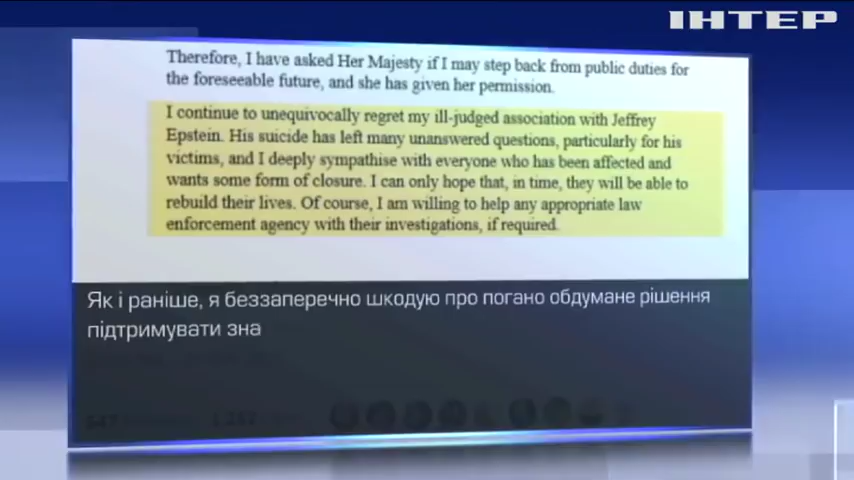 ІНТЕР
Therefore, I have asked Her Majesty if I may step back from public duties for
the foreseeable future, and she has given her permission.
I continue to unequivocally regret my ill-judged association with Jeffrey
Epstein. His suicide has left many unanswered questions, particularly for his
victims, and I deeply sympathise with everyone who has been affected and
wants some form of closure. I can only hope that, in time, they will be able to
rebuild their lives. Of course, I am willing to help any appropriate law
enforcement agency with their investigations, if required.
Як і раніше, я беззаперечно шкодую про погано обдумане рішення
підтримувати зна